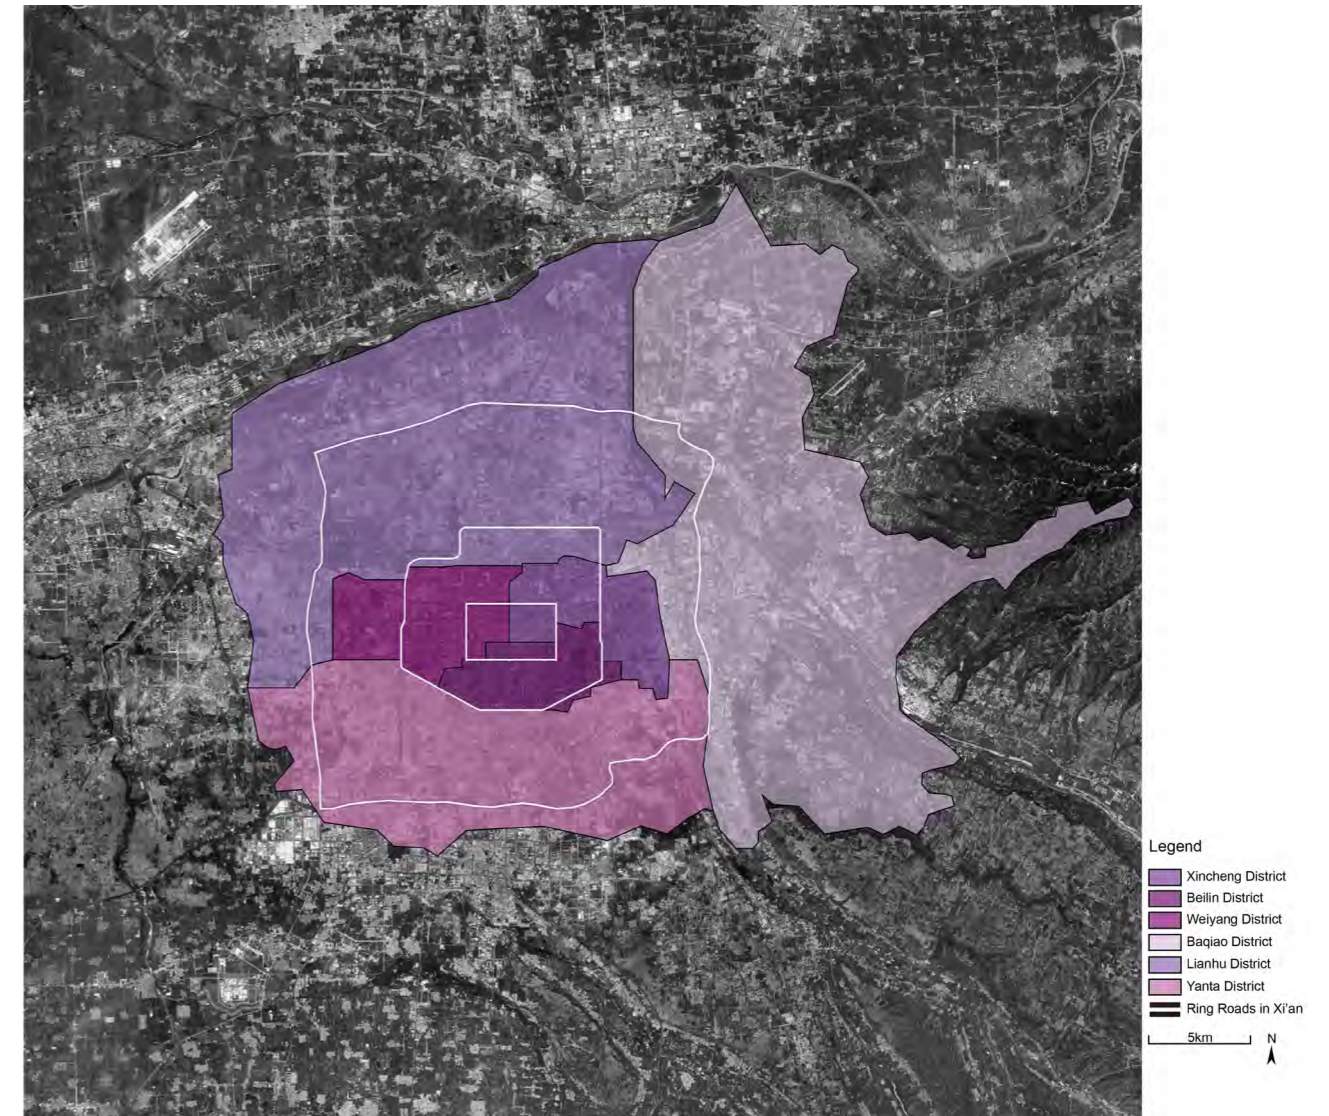 Legend
Xincheng District
Beilin District
Weiyang District
Baqiao District
Lianhu District
Yanta District
Ring Roads in Xi'an
5km
N